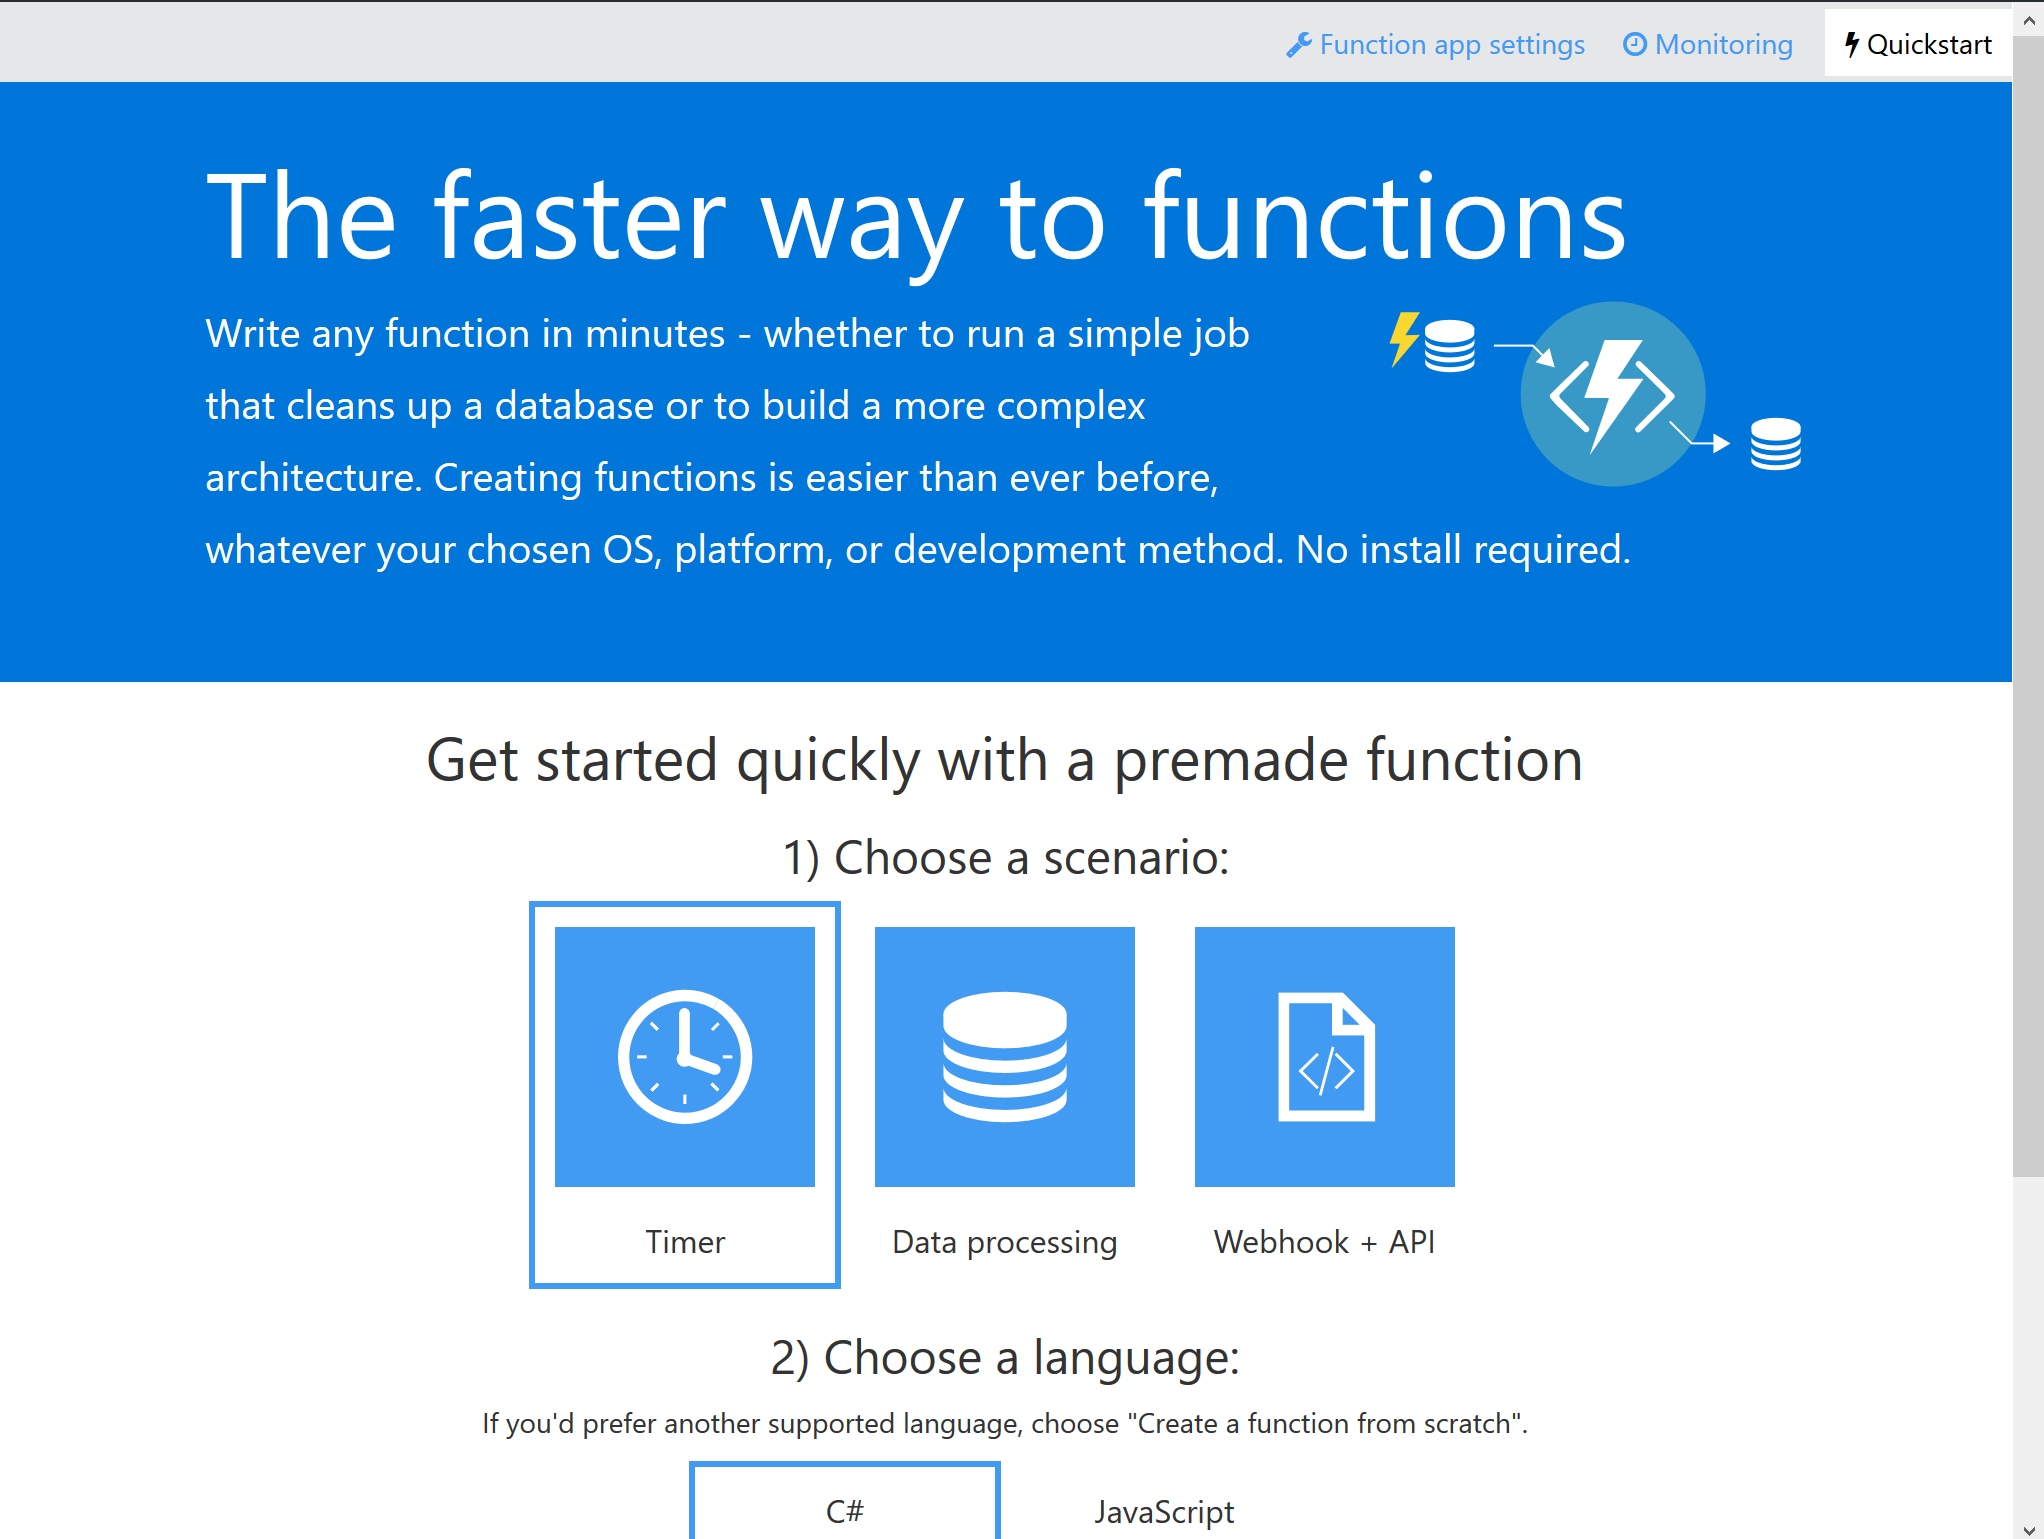 Function app settings
Monitoring
Quickstart
The faster way to functions
Write any function in minutes - whether to run a simple job
that cleans up a database or to build a more complex
architecture. Creating functions is easier than ever before,
whatever your chosen OS, platform, or development method. No install required.
Get started quickly with a premade function
1) Choose a scenario:
Timer
Data processing
Webhook + API
2) Choose a language:
If you'd prefer another supported language, choose "Create a function from scratch".
C#
JavaScript